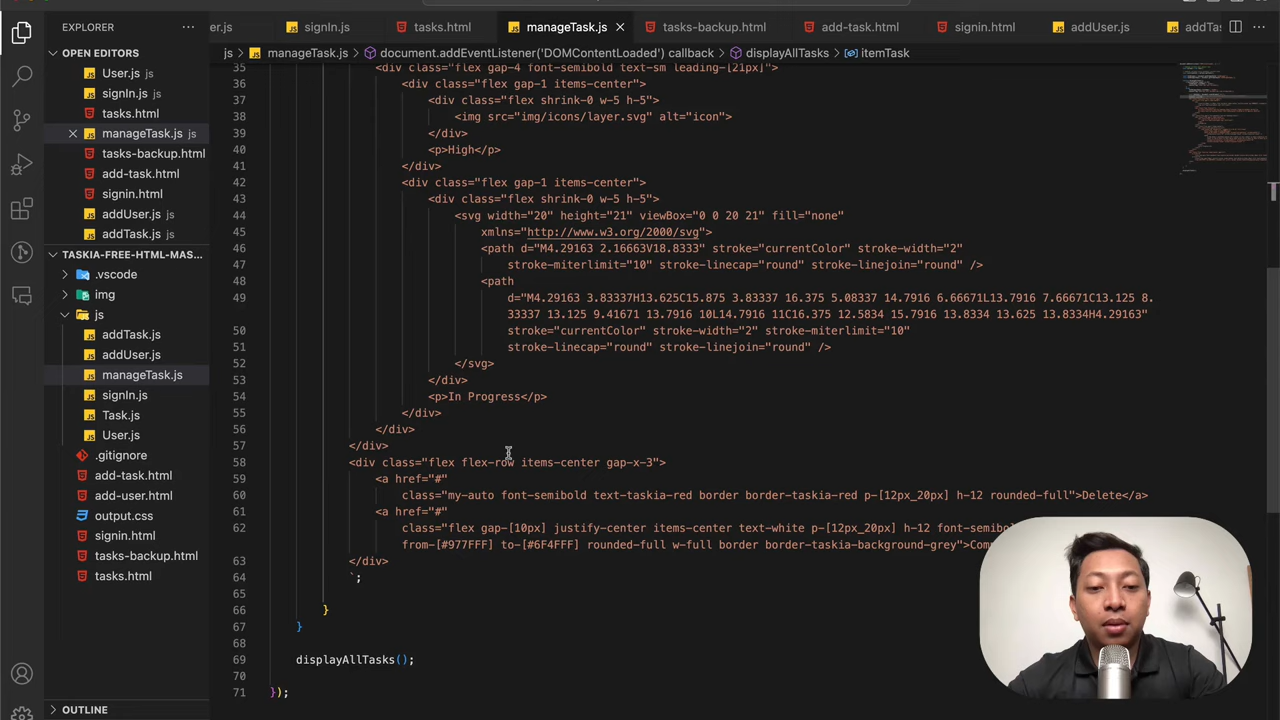 EXPLORER
OPEN EDITORS
User.js js
signIn.js js
tasks.html
manageTask.js js
tasks-backup.html
add-task.html
signin.html
addUser.js js
addTask.js js
TASKIA-FREE-HTML-MAS...
.vscode
img
js
addTask.js
addUser.js
manageTask.js
signIn.js
Task.js
User.js
.gitignore
add-task.html
add-user.html
output.css
signin.html
tasks-backup.html
tasks.html
OUTLINE
er.js signIn.js tasks.html manageTask.js tasks-backup.html add-task.html signin.html addUser.js addTa
js > manageTask.js > document.addEventListener('DOMContentLoaded') callback > displayAllTasks > itemTask
35 <div class="flex gap-4 font-semibold text-sm leading-[21px]">
36 <div class="flex gap-1 items-center">
37 <div class="flex shrink-0 w-5 h-5">
38 <img src="img/icons/layer.svg" alt="icon">
39 </div>
40 <p>High</p>
41 </div>
42 <div class="flex gap-1 items-center">
43 <div class="flex shrink-0 w-5 h-5">
44 <svg width="20" height="21" viewBox="0 0 20 21" fill="none"
45 xmlns="http://www.w3.org/2000/svg">
46 <path d="M4.29163 2.16663V18.8333" stroke="currentColor" stroke-width="2"
47 stroke-miterlimit="10" stroke-linecap="round" stroke-linejoin="round" />
48 <path
49 d="M4.29163 3.83337H13.625C15.875 3.83337 16.375 5.08337 14.7916 6.66671L13.7916 7.66671C13.125 8.
33337 13.125 9.41671 13.7916 10L14.7916 11C16.375 12.5834 15.7916 13.8334 13.625 13.8334H4.29163"
50 stroke="currentColor" stroke-width="2" stroke-miterlimit="10"
51 stroke-linecap="round" stroke-linejoin="round" />
52 </svg>
53 </div>
54 <p>In Progress</p>
55 </div>
56 </div>
57 </div>
58 <div class="flex flex-row items-center gap-x-3">
59 <a href="#"
60 class="my-auto font-semibold text-taskia-red border border-taskia-red p-[12px_20px] h-12 rounded-full">Delete</a>
61 <a href="#"
62 class="flex gap-[10px] justify-center items-center text-white p-[12px_20px] h-12 font-semibol
from-[#977FFF] to-[#6F4FFF] rounded-full w-full border border-taskia-background-grey">Com
63 </div>
64 `;
65
66 }
67 }
68
69 displayAllTasks();
70
71 });